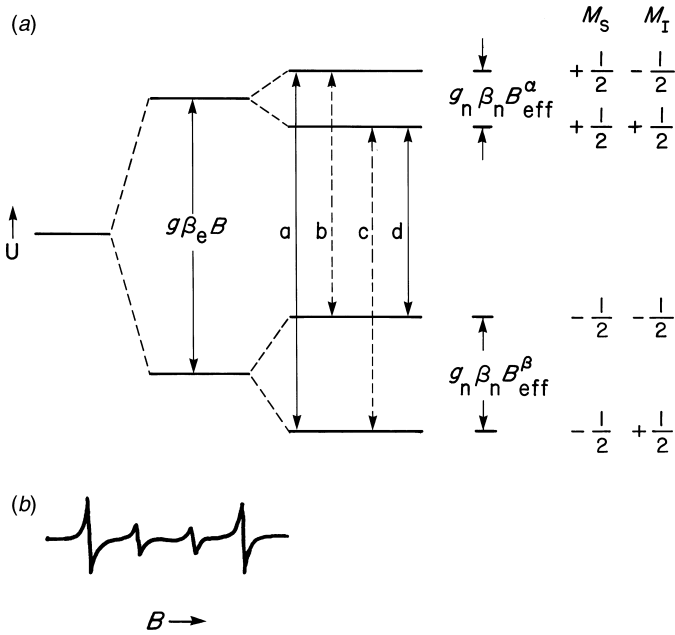 (a)
M_S M_I
+ 1/2 − 1/2
g_n β_n B^α_eff
+ 1/2 + 1/2
U
gβ_e B
a b c d
− 1/2 − 1/2
g_n β_n B^β_eff
− 1/2 + 1/2
(b)
B →